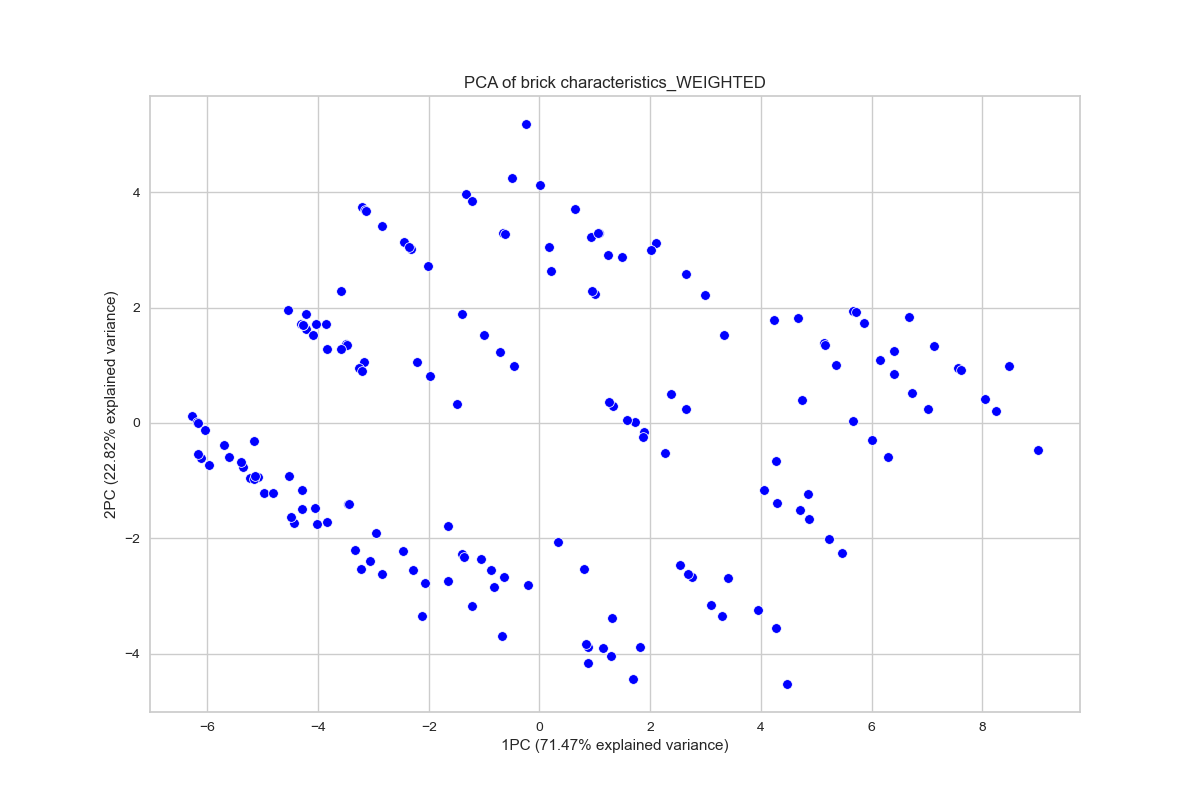 PCA of brick characteristics_WEIGHTED
4
2
0
−2
−4
2PC (22.82% explained variance)
−6 −4 −2 0 2 4 6 8
1PC (71.47% explained variance)